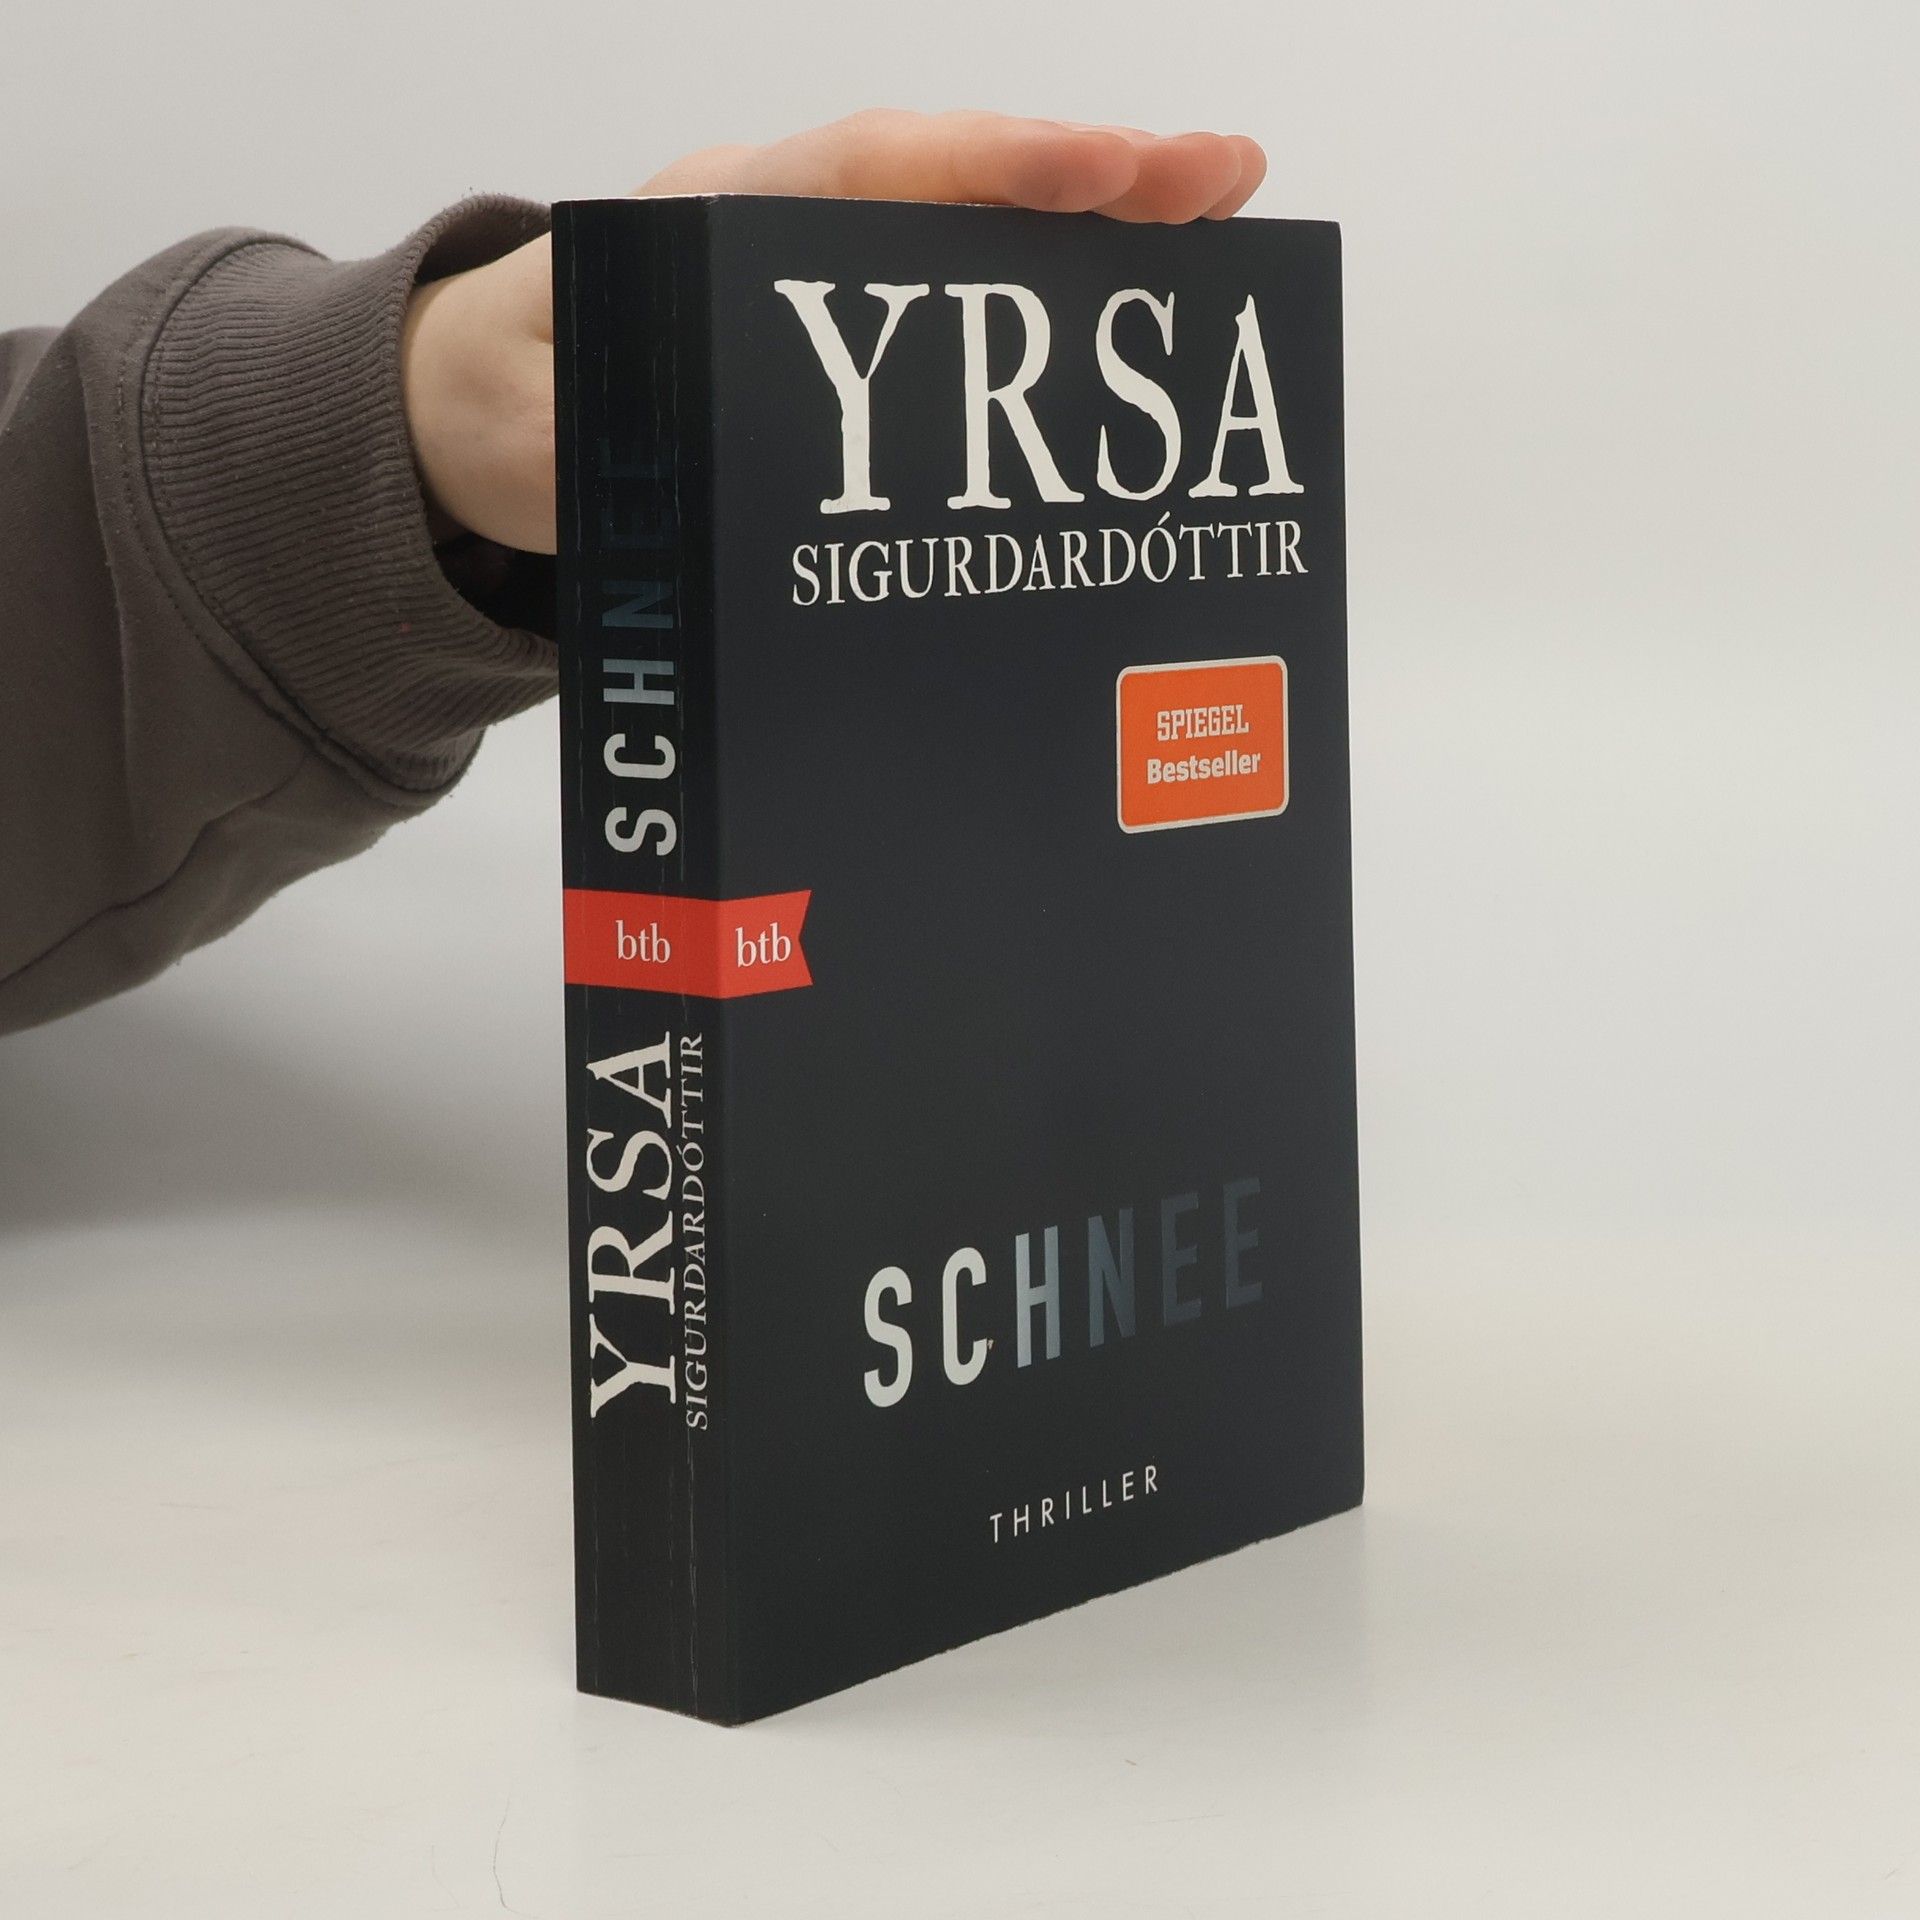 YRSA
SIGURDARDÓTTIR
SPIEGEL
Bestseller
btb
SCHNEE
THRILLER
SCHNEE
btb
YRSA
SIGURDARDÓTTIR